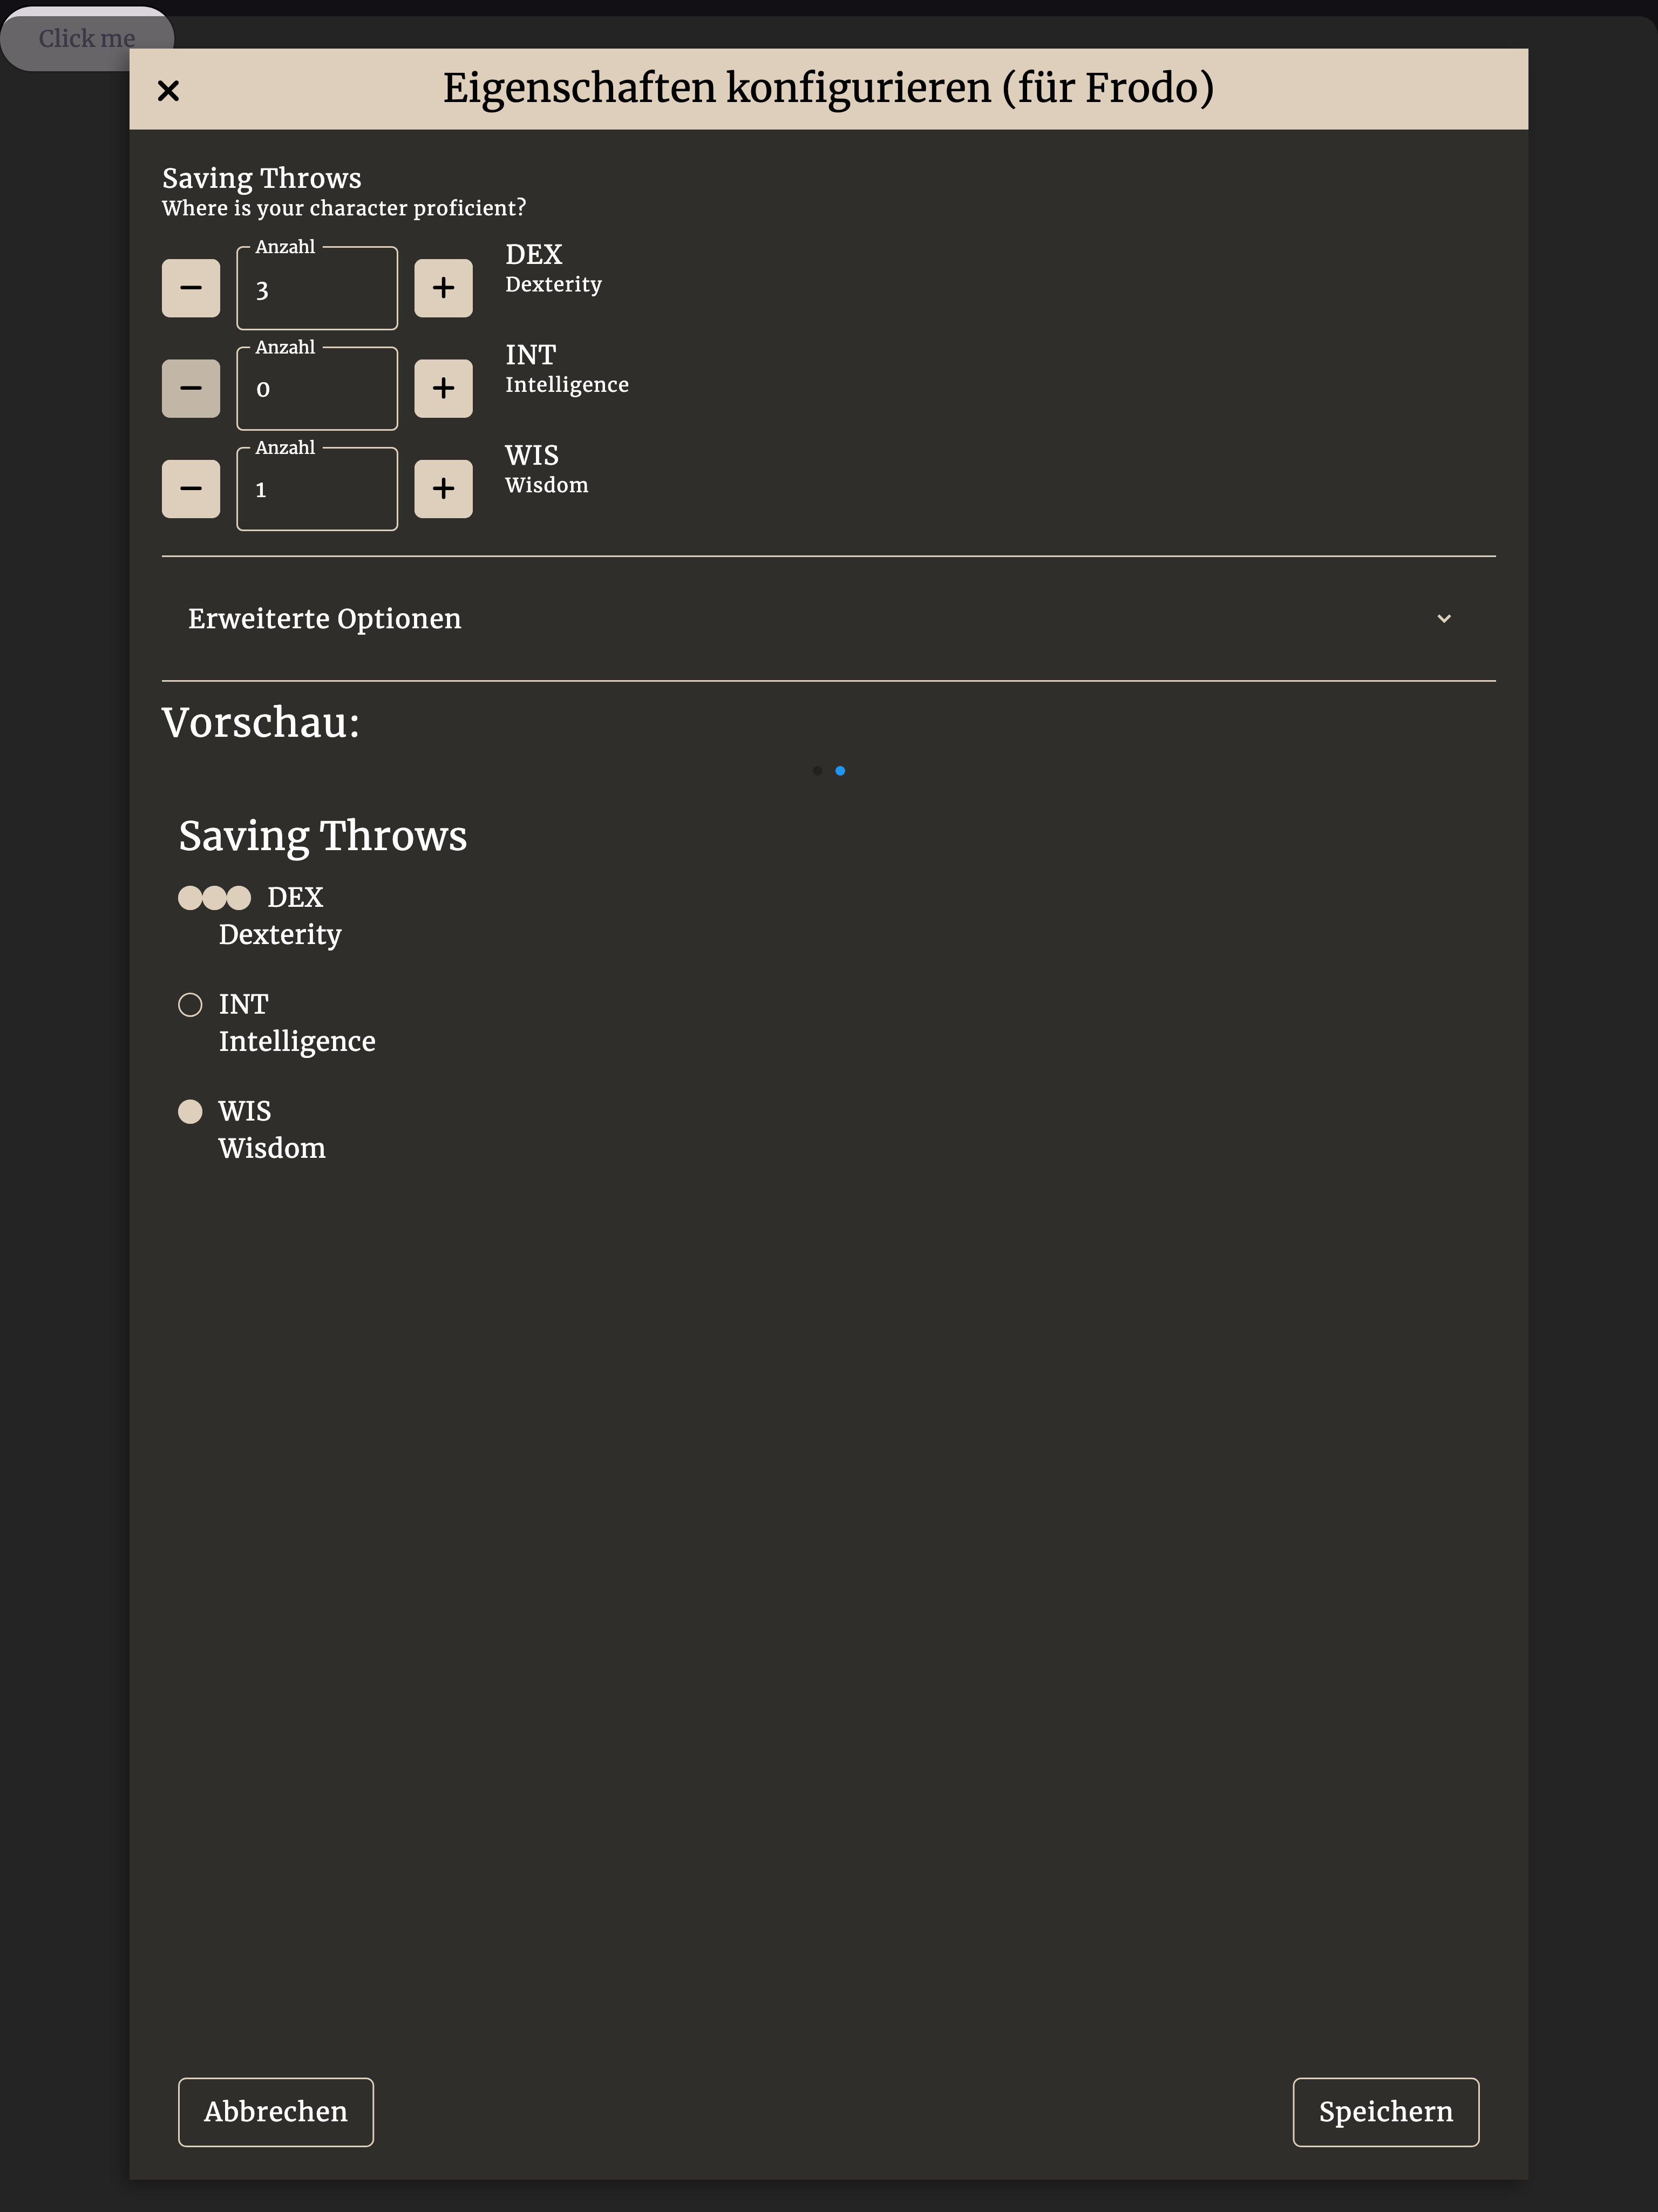 Click me
Eigenschaften konfigurieren (für Frodo)
Saving Throws
Where is your character proficient?
Anzahl
3
DEX
Dexterity
Anzahl
0
INT
Intelligence
Anzahl
1
WIS
Wisdom
Erweiterte Optionen
Vorschau:
Saving Throws
DEX
Dexterity
INT
Intelligence
WIS
Wisdom
Abbrechen
Speichern